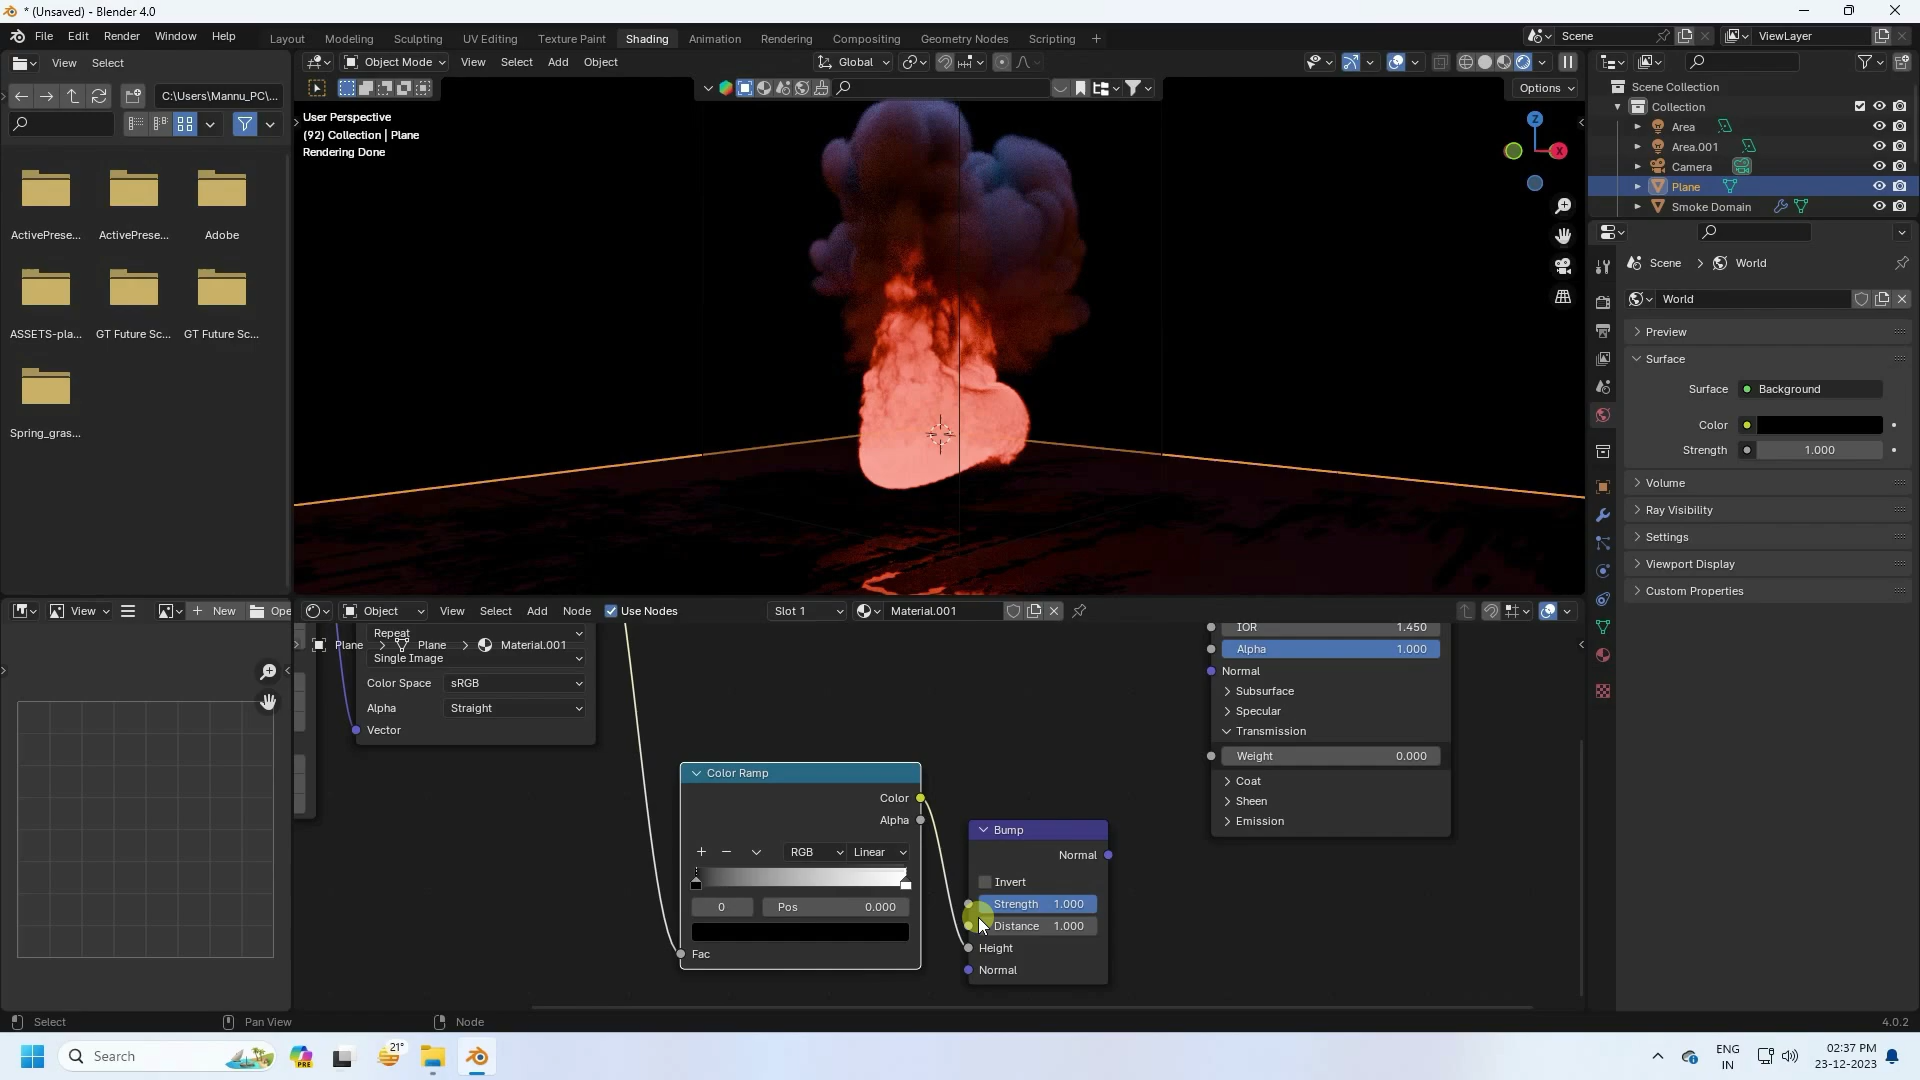 * (Unsaved) - Blender 4.0
File Edit Render Window Help
Layout Modeling Sculpting UV Editing Texture Paint Shading Animation Rendering Compositing Geometry Nodes Scripting +
Scene ViewLayer
View Select
Object Mode View Select Add Object
Global
C:\Users\Mannu_PC\...
Options
User Perspective
(92) Collection | Plane
Rendering Done
Z
X
ActivePrese... ActivePrese... Adobe
ASSETS-pla... GT Future Sc... GT Future Sc...
Spring_gras...
Scene Collection
Collection
Area
Area.001
Camera
Plane
Smoke Domain
Scene > World
World
Preview
Surface
Surface Background
Color
Strength 1.000
Volume
Ray Visibility
Settings
Viewport Display
Custom Properties
View + New Ope
Object View Select Add Node Use Nodes Slot 1 Material.001
Repeat
Plane > Plane > Material.001
Single Image
Color Space sRGB
Alpha Straight
Vector
Color Ramp
Color
Alpha
+ − RGB Linear
0 Pos 0.000
Fac
Bump
Normal
Invert
Strength 1.000
Distance 1.000
Height
Normal
IOR 1.450
Alpha 1.000
Normal
Subsurface
Specular
Transmission
Weight 0.000
Coat
Sheen
Emission
Select Pan View Node 4.0.2
Search
PRE
21°
ENG
IN
02:37 PM
23-12-2023